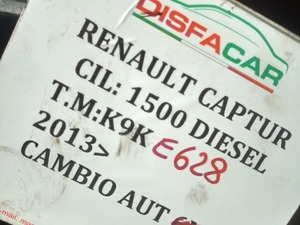 DISFACAR
RENAULT CAPTUR
CIL: 1500 DIESEL
T.M:K9K E628
2013>
CAMBIO AUT